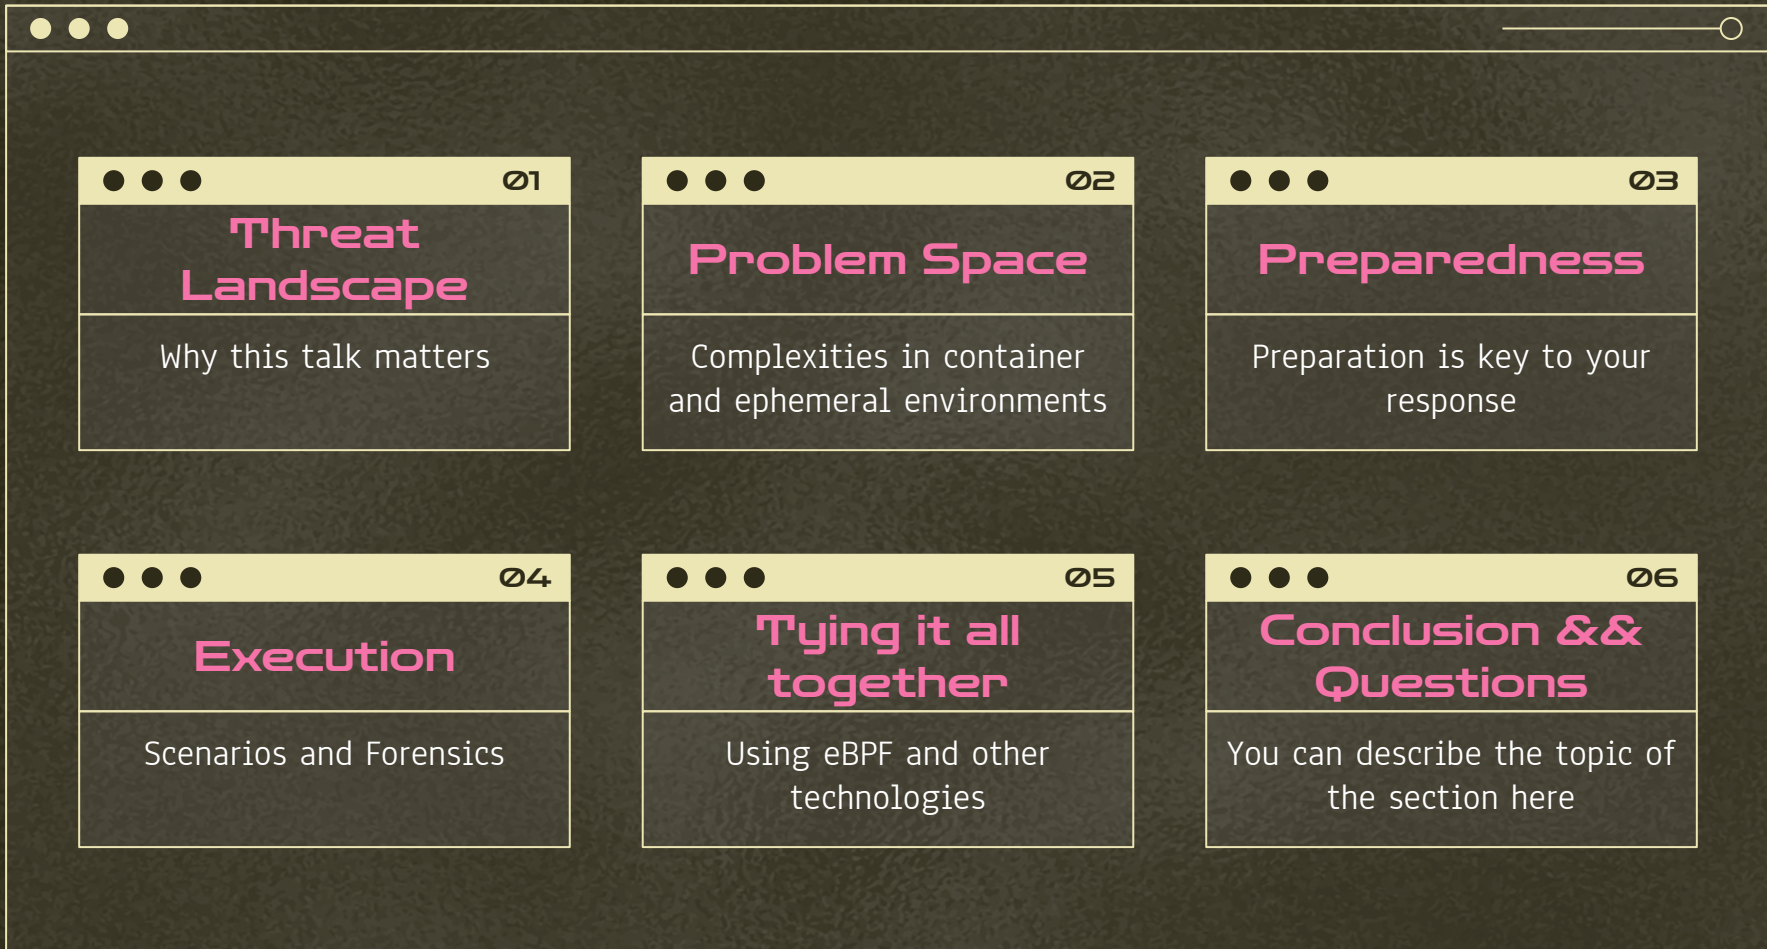 01
Threat
Landscape
Why this talk matters
02
Problem Space
Complexities in container
and ephemeral environments
03
Preparedness
Preparation is key to your
response
04
Execution
Scenarios and Forensics
05
Tying it all
together
Using eBPF and other
technologies
06
Conclusion &&
Questions
You can describe the topic of
the section here